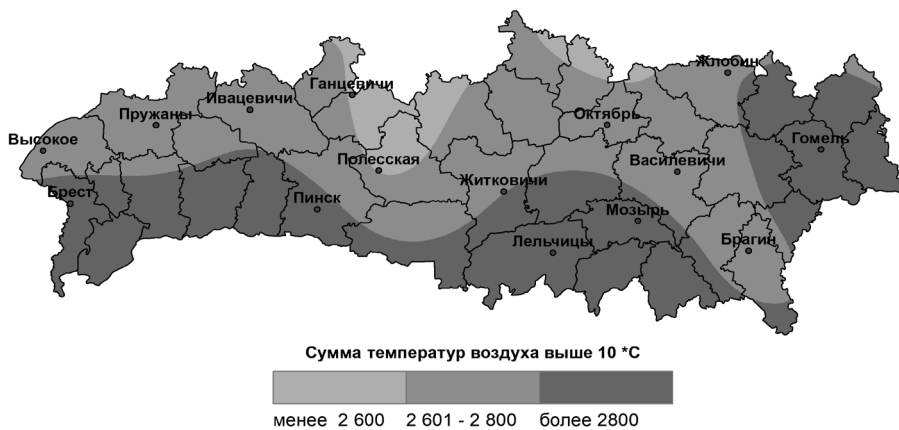 Жлобин
Ганцевичи
Ивацевичи
Пружаны
Октябрь
Высокое
Гомель
Полесская
Василевичи
Брест
Житковичи
Пинск
Мозырь
Лельчицы
Брагин
Сумма температур воздуха выше 10 *С
менее 2 600 2 601 - 2 800 более 2800